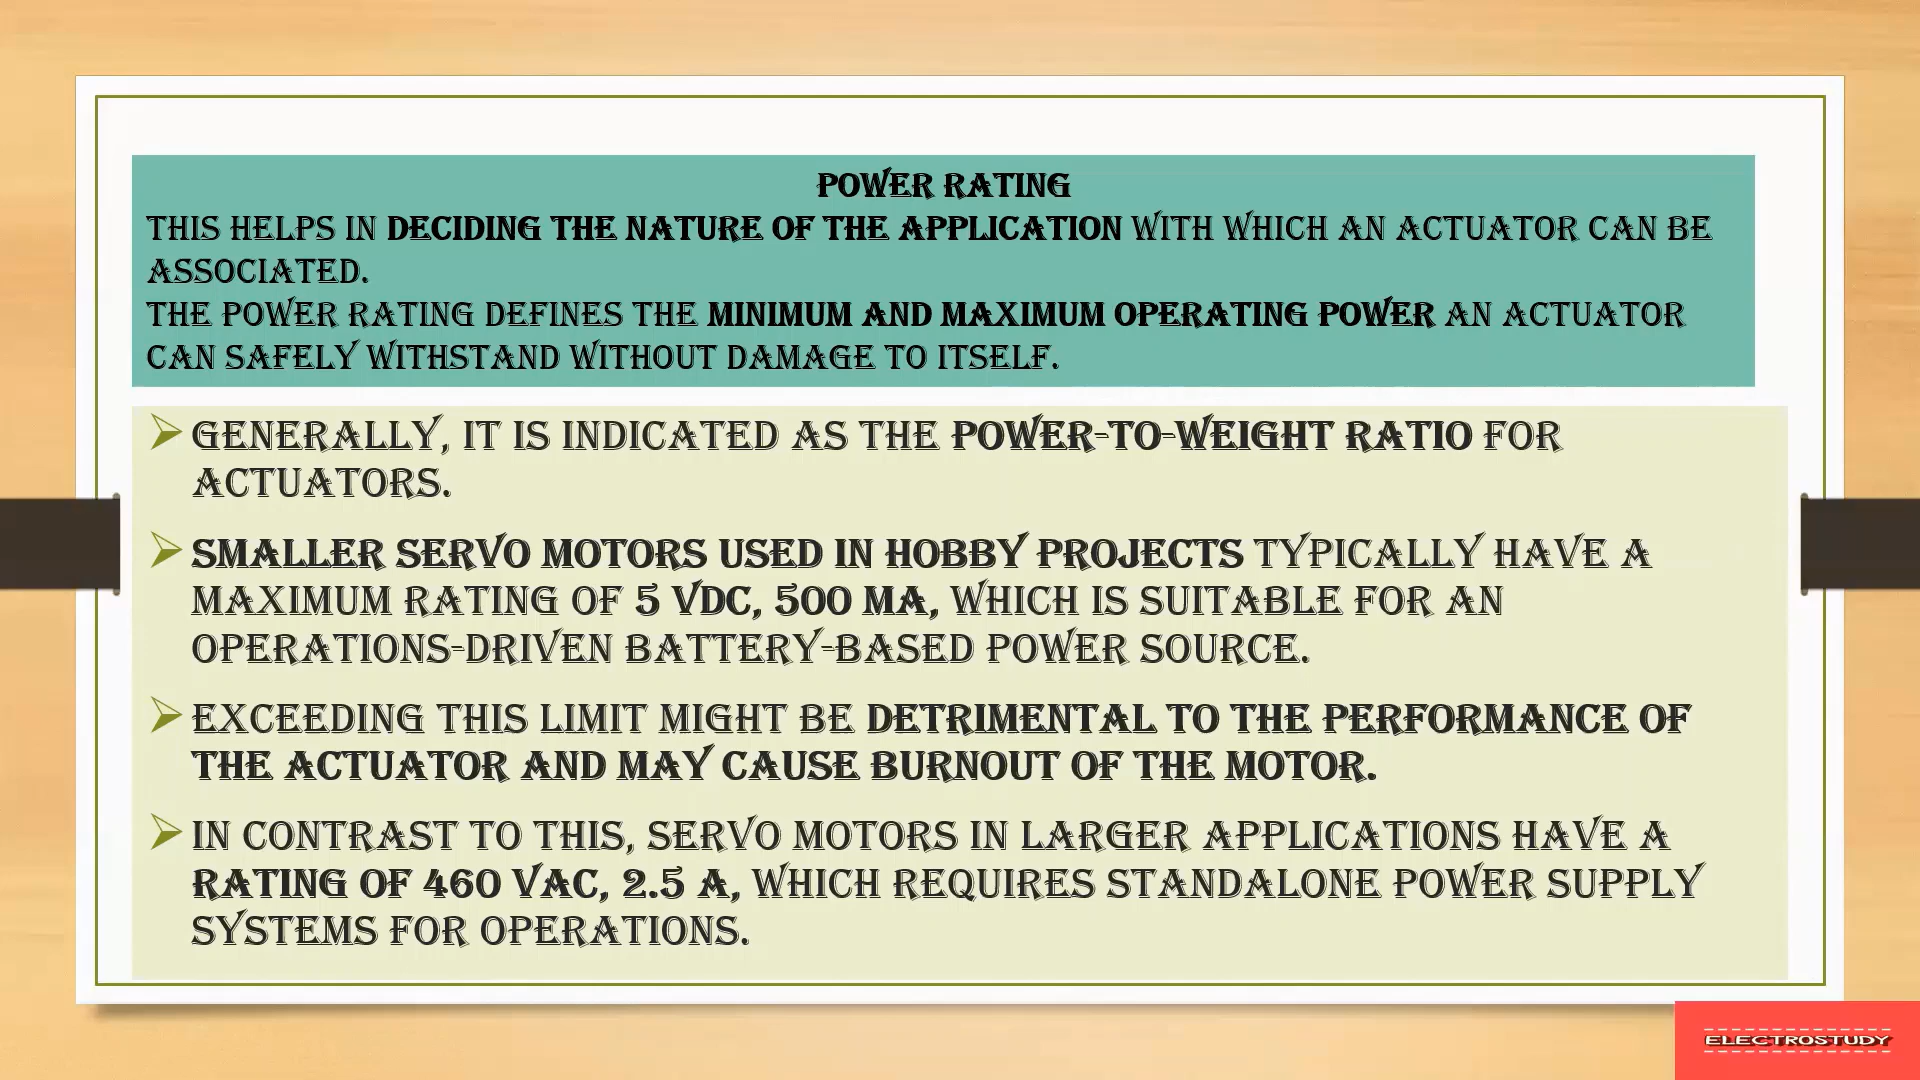 POWER RATING
THIS HELPS IN DECIDING THE NATURE OF THE APPLICATION WITH WHICH AN ACTUATOR CAN BE
ASSOCIATED.
THE POWER RATING DEFINES THE MINIMUM AND MAXIMUM OPERATING POWER AN ACTUATOR
CAN SAFELY WITHSTAND WITHOUT DAMAGE TO ITSELF.
GENERALLY, IT IS INDICATED AS THE POWER-TO-WEIGHT RATIO FOR
ACTUATORS.
SMALLER SERVO MOTORS USED IN HOBBY PROJECTS TYPICALLY HAVE A
MAXIMUM RATING OF 5 VDC, 500 MA, WHICH IS SUITABLE FOR AN
OPERATIONS-DRIVEN BATTERY-BASED POWER SOURCE.
EXCEEDING THIS LIMIT MIGHT BE DETRIMENTAL TO THE PERFORMANCE OF
THE ACTUATOR AND MAY CAUSE BURNOUT OF THE MOTOR.
IN CONTRAST TO THIS, SERVO MOTORS IN LARGER APPLICATIONS HAVE A
RATING OF 460 VAC, 2.5 A, WHICH REQUIRES STANDALONE POWER SUPPLY
SYSTEMS FOR OPERATIONS.
ELECTROSTUDY